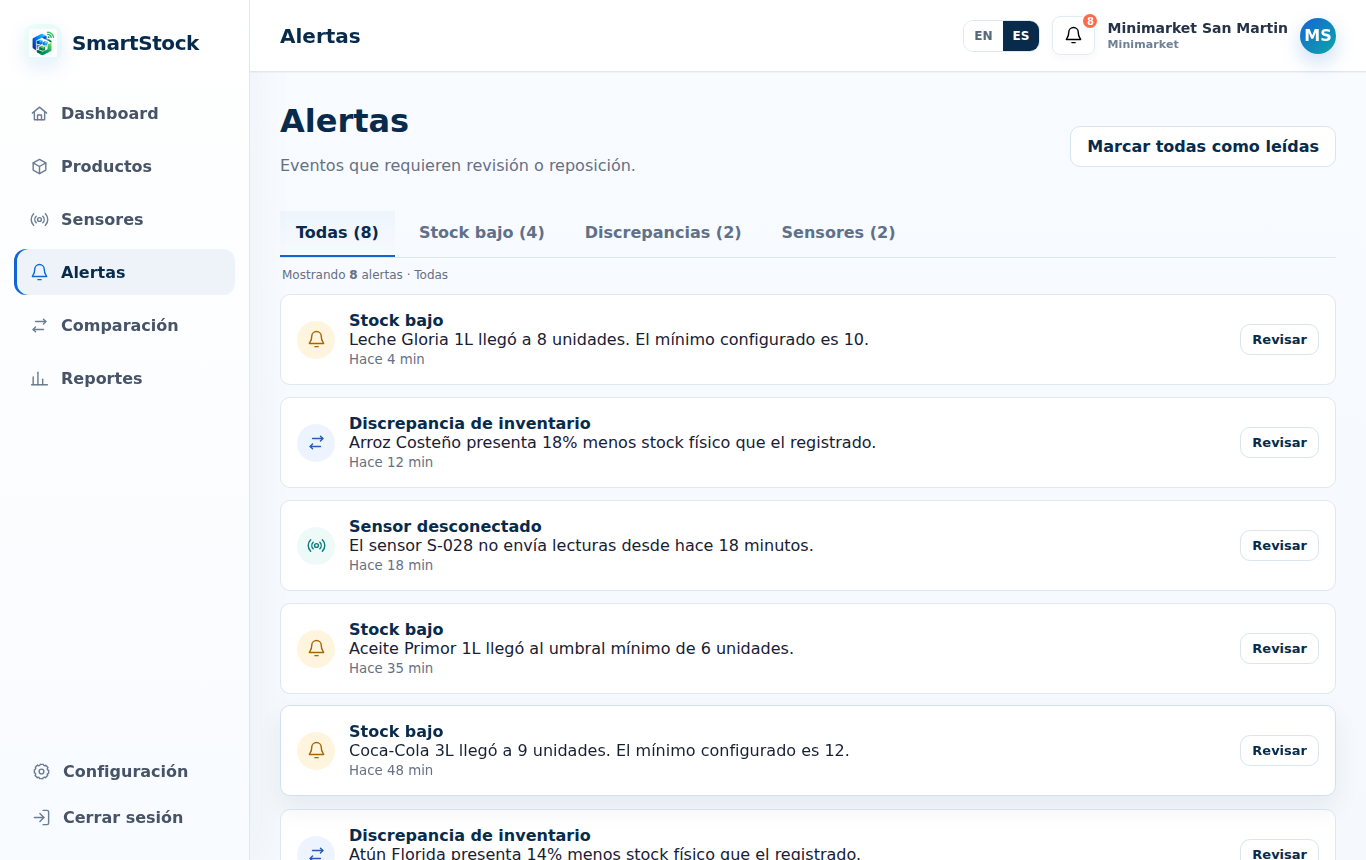 SmartStock
Dashboard
Productos
Sensores
Alertas
Comparación
Reportes
Configuración
Cerrar sesión
Alertas
EN
ES
8
Minimarket San Martin
Minimarket
MS
Alertas
Eventos que requieren revisión o reposición.
Marcar todas como leídas
Todas (8)
Stock bajo (4)
Discrepancias (2)
Sensores (2)
Mostrando 8 alertas · Todas
Stock bajo
Leche Gloria 1L llegó a 8 unidades. El mínimo configurado es 10.
Hace 4 min
Revisar
Discrepancia de inventario
Arroz Costeño presenta 18% menos stock físico que el registrado.
Hace 12 min
Revisar
Sensor desconectado
El sensor S-028 no envía lecturas desde hace 18 minutos.
Hace 18 min
Revisar
Stock bajo
Aceite Primor 1L llegó al umbral mínimo de 6 unidades.
Hace 35 min
Revisar
Stock bajo
Coca-Cola 3L llegó a 9 unidades. El mínimo configurado es 12.
Hace 48 min
Revisar
Discrepancia de inventario
Atún Florida presenta 14% menos stock físico que el registrado.
Revisar